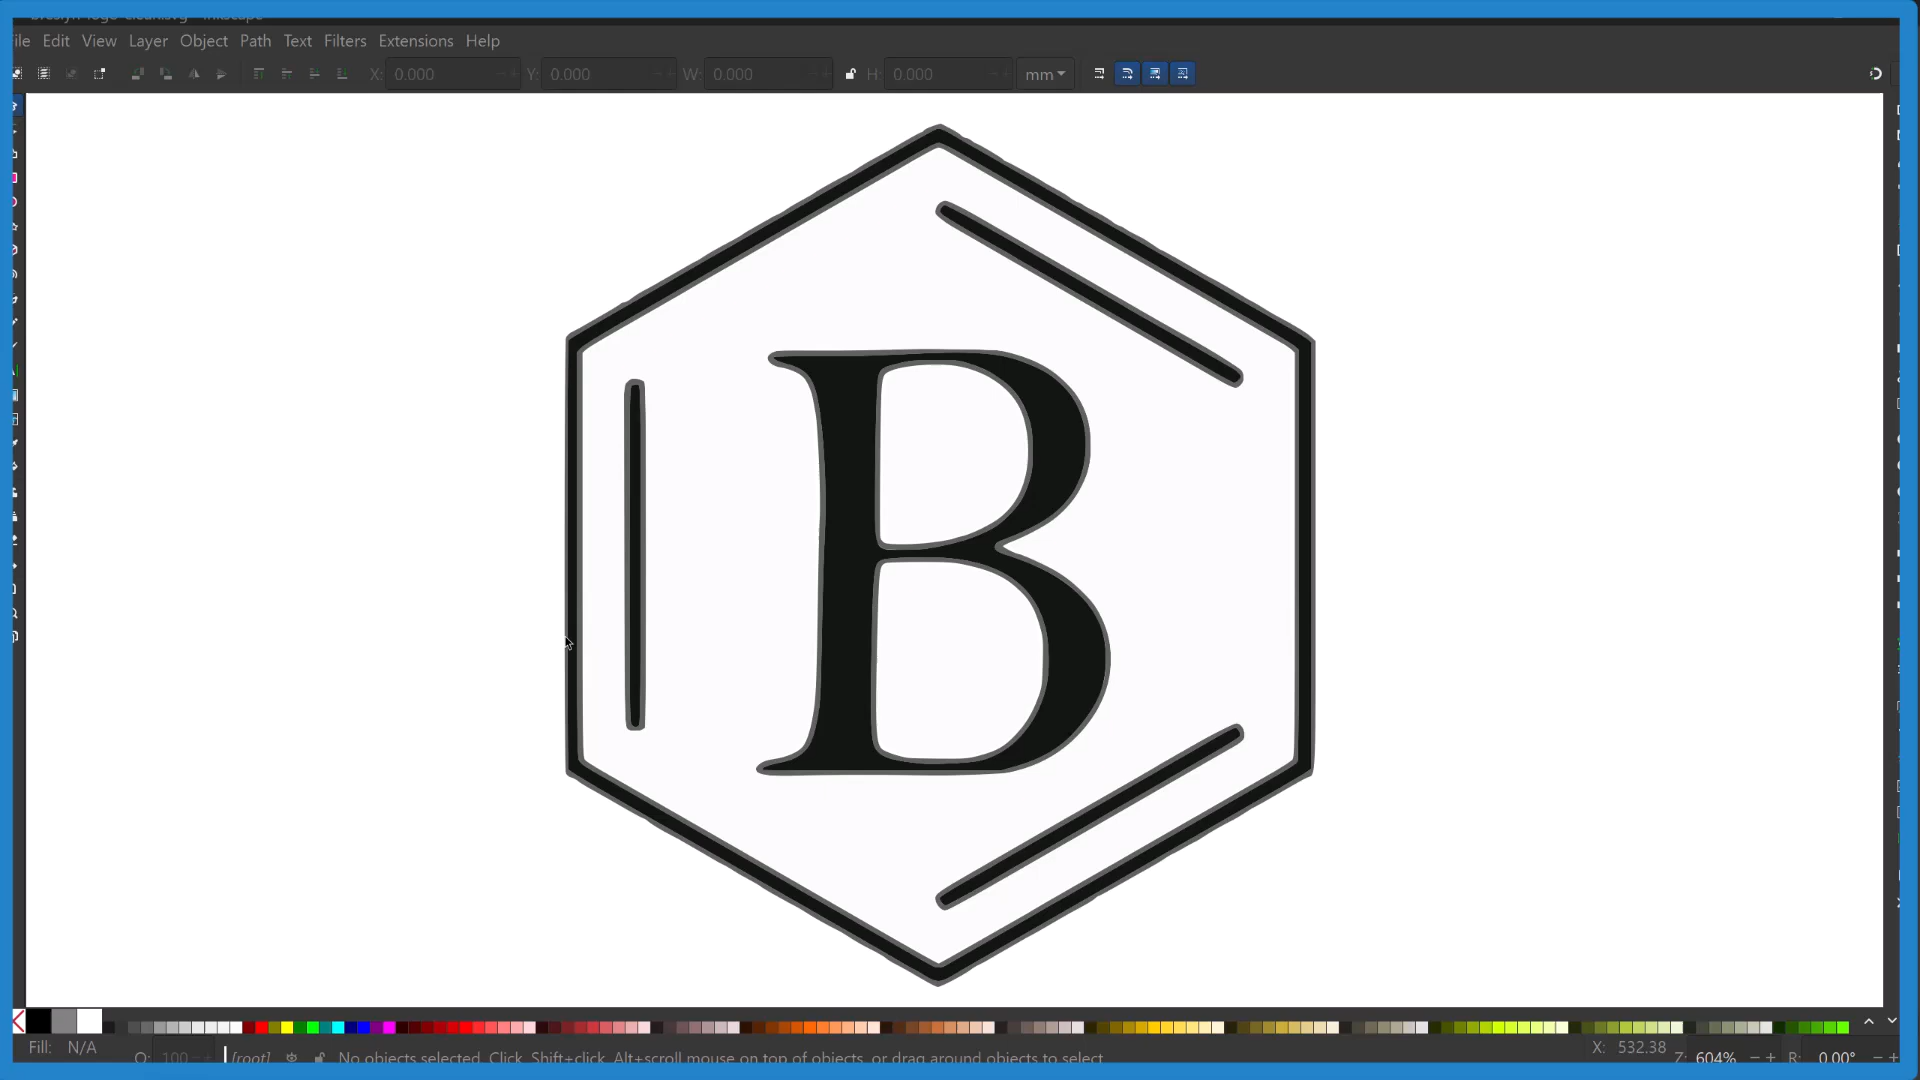 File Edit View Layer Object Path Text Filters Extensions Help
X: 0.000 Y: 0.000 W: 0.000 H: 0.000 mm
B
Fill: N/A
O: 100 [root] No objects selected. Click, Shift+click, Alt+scroll mouse on top of objects, or drag around objects to select.
X: 532.38
Z: 604% R: 0.00°